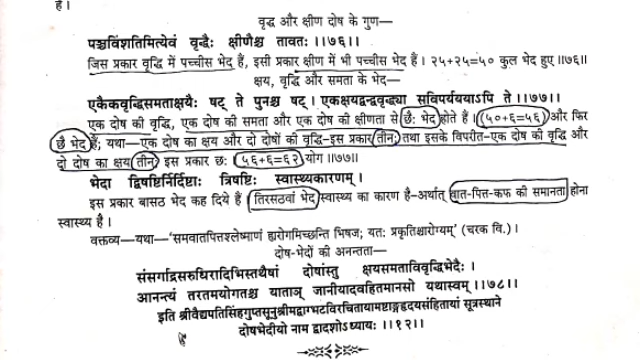 है।
वृद्ध और क्षीण दोष के गुण—
पञ्चविंशतिमित्येवं वृद्धैः क्षीणैश्च तावतः ।।७६।।
जिस प्रकार वृद्धि में पच्चीस भेद हैं, इसी प्रकार क्षीण में भी पच्चीस भेद हैं। २५+२५=५० कुल भेद हुए ।।७६।।
क्षय, वृद्धि और समता के भेद—
एकैकवृद्धिसमताक्षयैः षट् ते पुनश्च षट्। एकक्षयद्वन्द्ववृद्ध्या सविपर्यययाऽपि ते ।।७७।।
एक दोष की वृद्धि, एक दोष की समता और एक दोष की क्षीणता से छैः भेद होते हैं। (५०+६=५६) और फिर
छै भेद हैं; यथा—एक दोष का क्षय और दो दोषों की वृद्धि-इस प्रकार तीनः तथा इसके विपरीत-एक दोष की वृद्धि और
दो दोष का क्षय तीन, इस प्रकार छः (५६+६=६२) योग ।।७७।।
भेदा द्विषष्टिर्निर्दिष्टाः त्रिषष्टिः स्वास्थ्यकारणम्।
इस प्रकार बासठ भेद कह दिये हैं। तिरसठवां भेद स्वास्थ्य का कारण है-अर्थात् वात-पित्त-कफ की समानता होना
स्वास्थ्य है।
वक्तव्य—यथा—'समवातपित्तश्लेष्माणं ह्यरोगमिच्छन्ति भिषजः; यतः प्रकृतिश्चारोग्यम्' (चरक वि.)।
दोष-भेदों की अनन्तता—
संसर्गाद्रसरुधिरादिभिस्तथैषां दोषांस्तु क्षयसमताविवृद्धिभेदैः।
आनन्त्यं तरतमयोगतश्च याताञ् जानीयादवहितमानसो यथास्वम् ।।७८।।
इति श्रीवैद्यपतिसिंहगुप्तसूनुश्रीमद्वाग्भटविरचितायामष्टाङ्गहृदयसंहितायां सूत्रस्थाने
दोषभेदीयो नाम द्वादशोऽध्यायः ।।१२।।